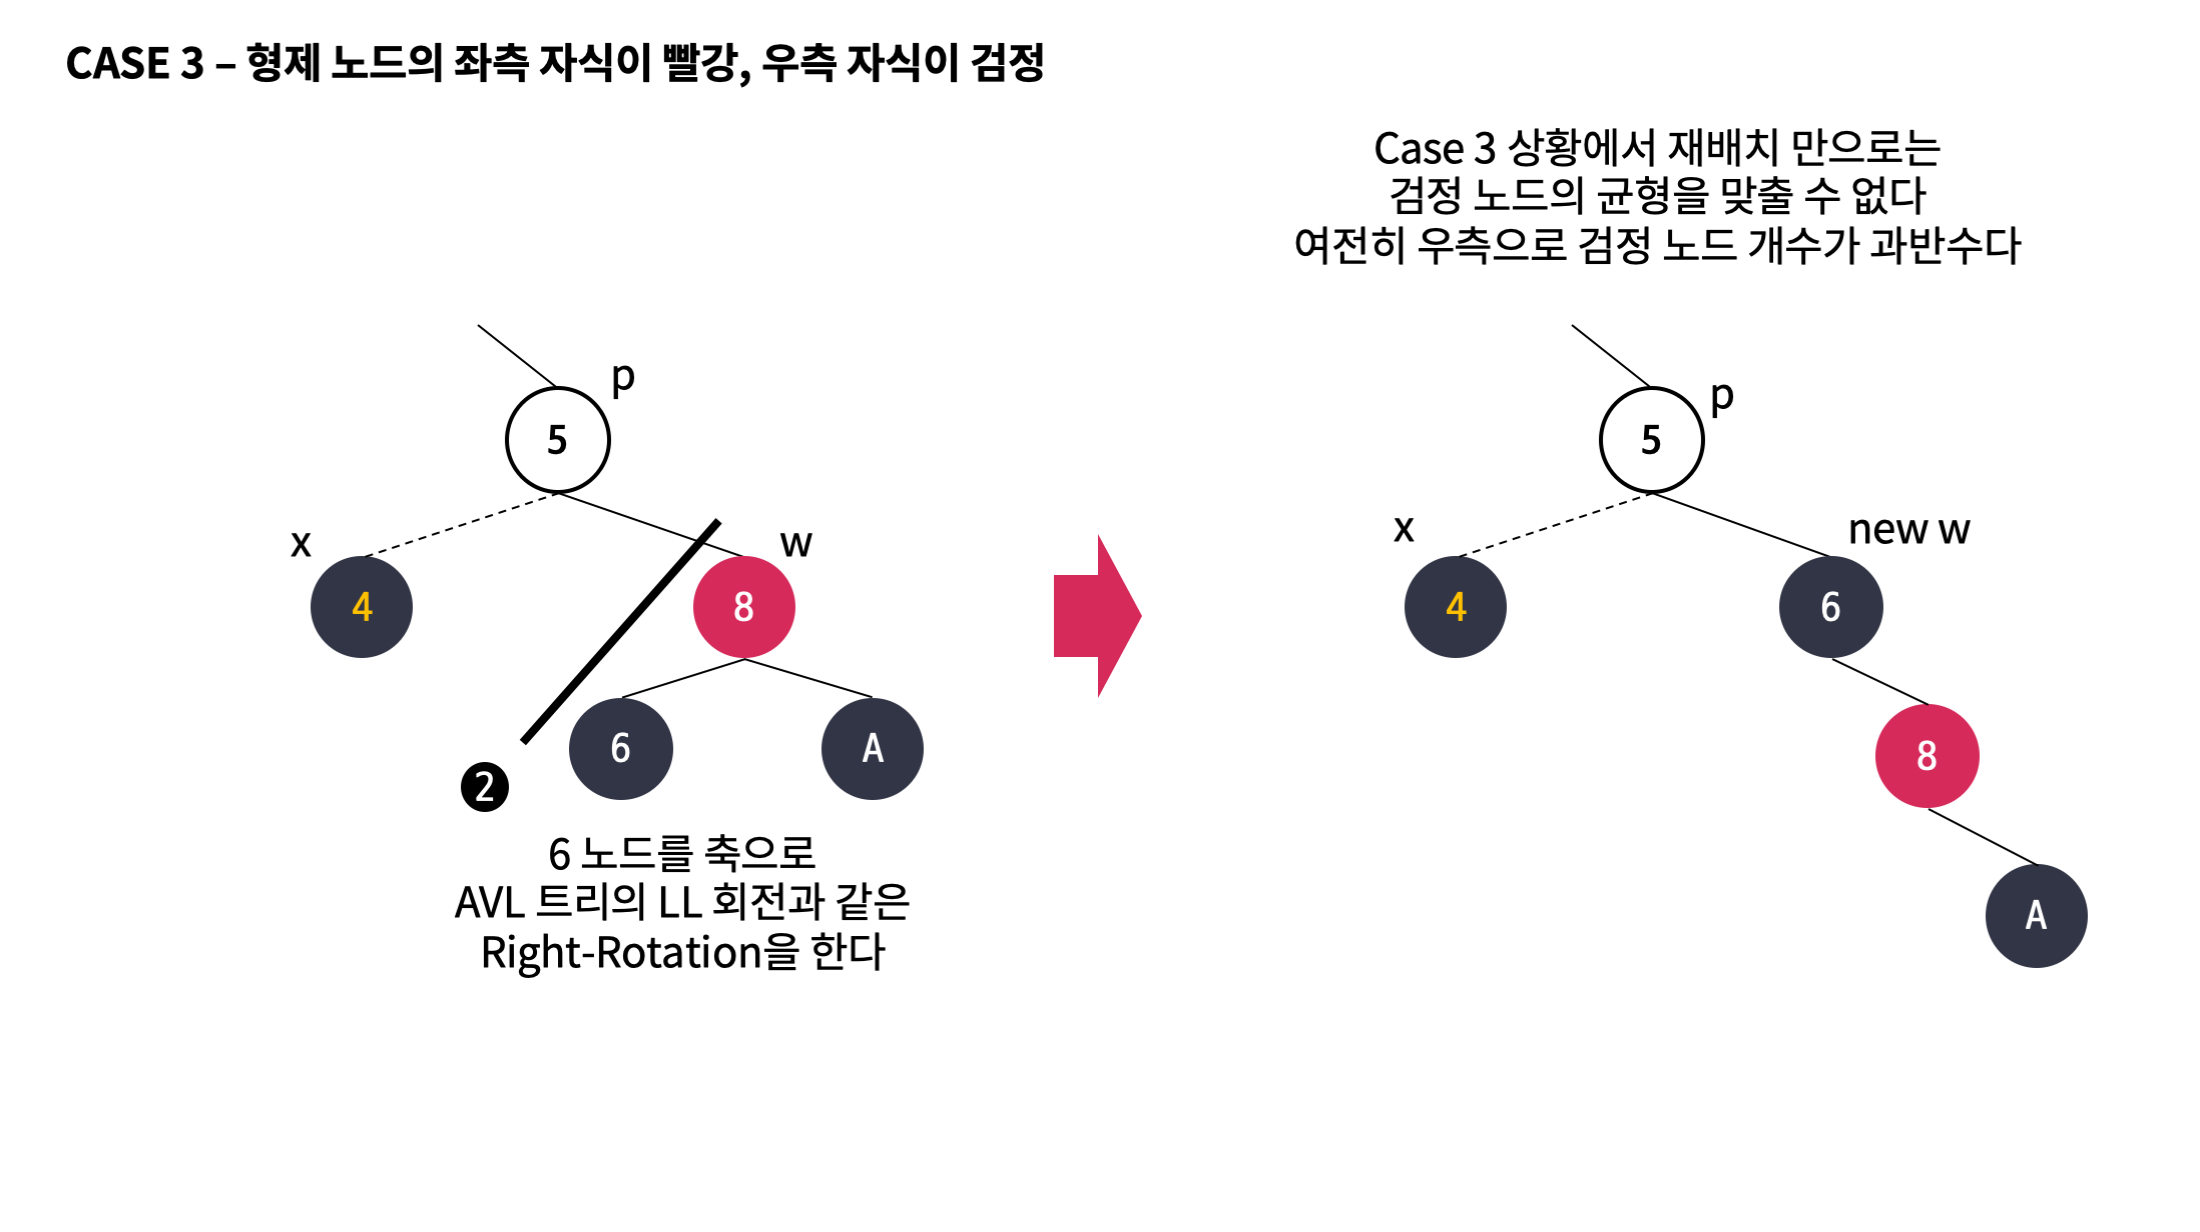 CASE 3 – 형제 노드의 좌측 자식이 빨강, 우측 자식이 검정
Case 3 상황에서 재배치 만으로는
검정 노드의 균형을 맞출 수 없다
여전히 우측으로 검정 노드 개수가 과반수다
p
5
x
w
4
8
6
A
2
6 노드를 축으로
AVL 트리의 LL 회전과 같은
Right-Rotation을 한다
p
5
x
new w
4
6
8
A